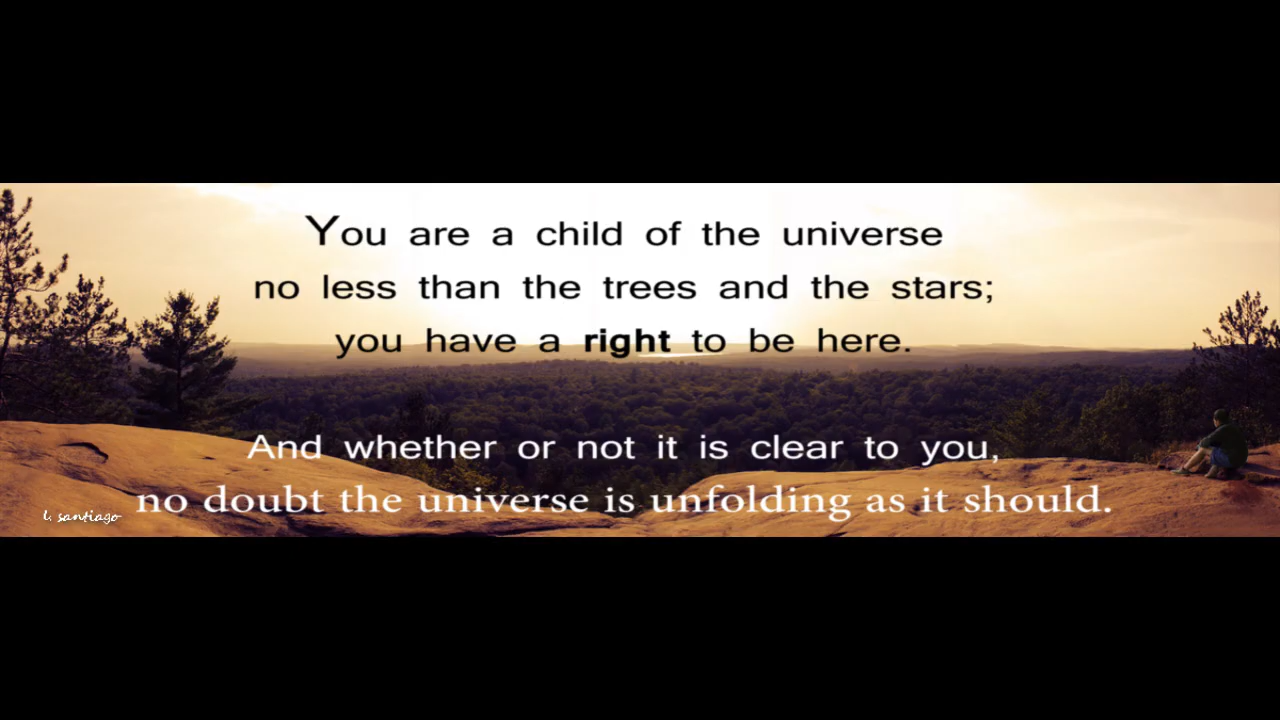 You are a child of the universe
no less than the trees and the stars;
you have a right to be here.
And whether or not it is clear to you,
no doubt the universe is unfolding as it should.
l. santiago